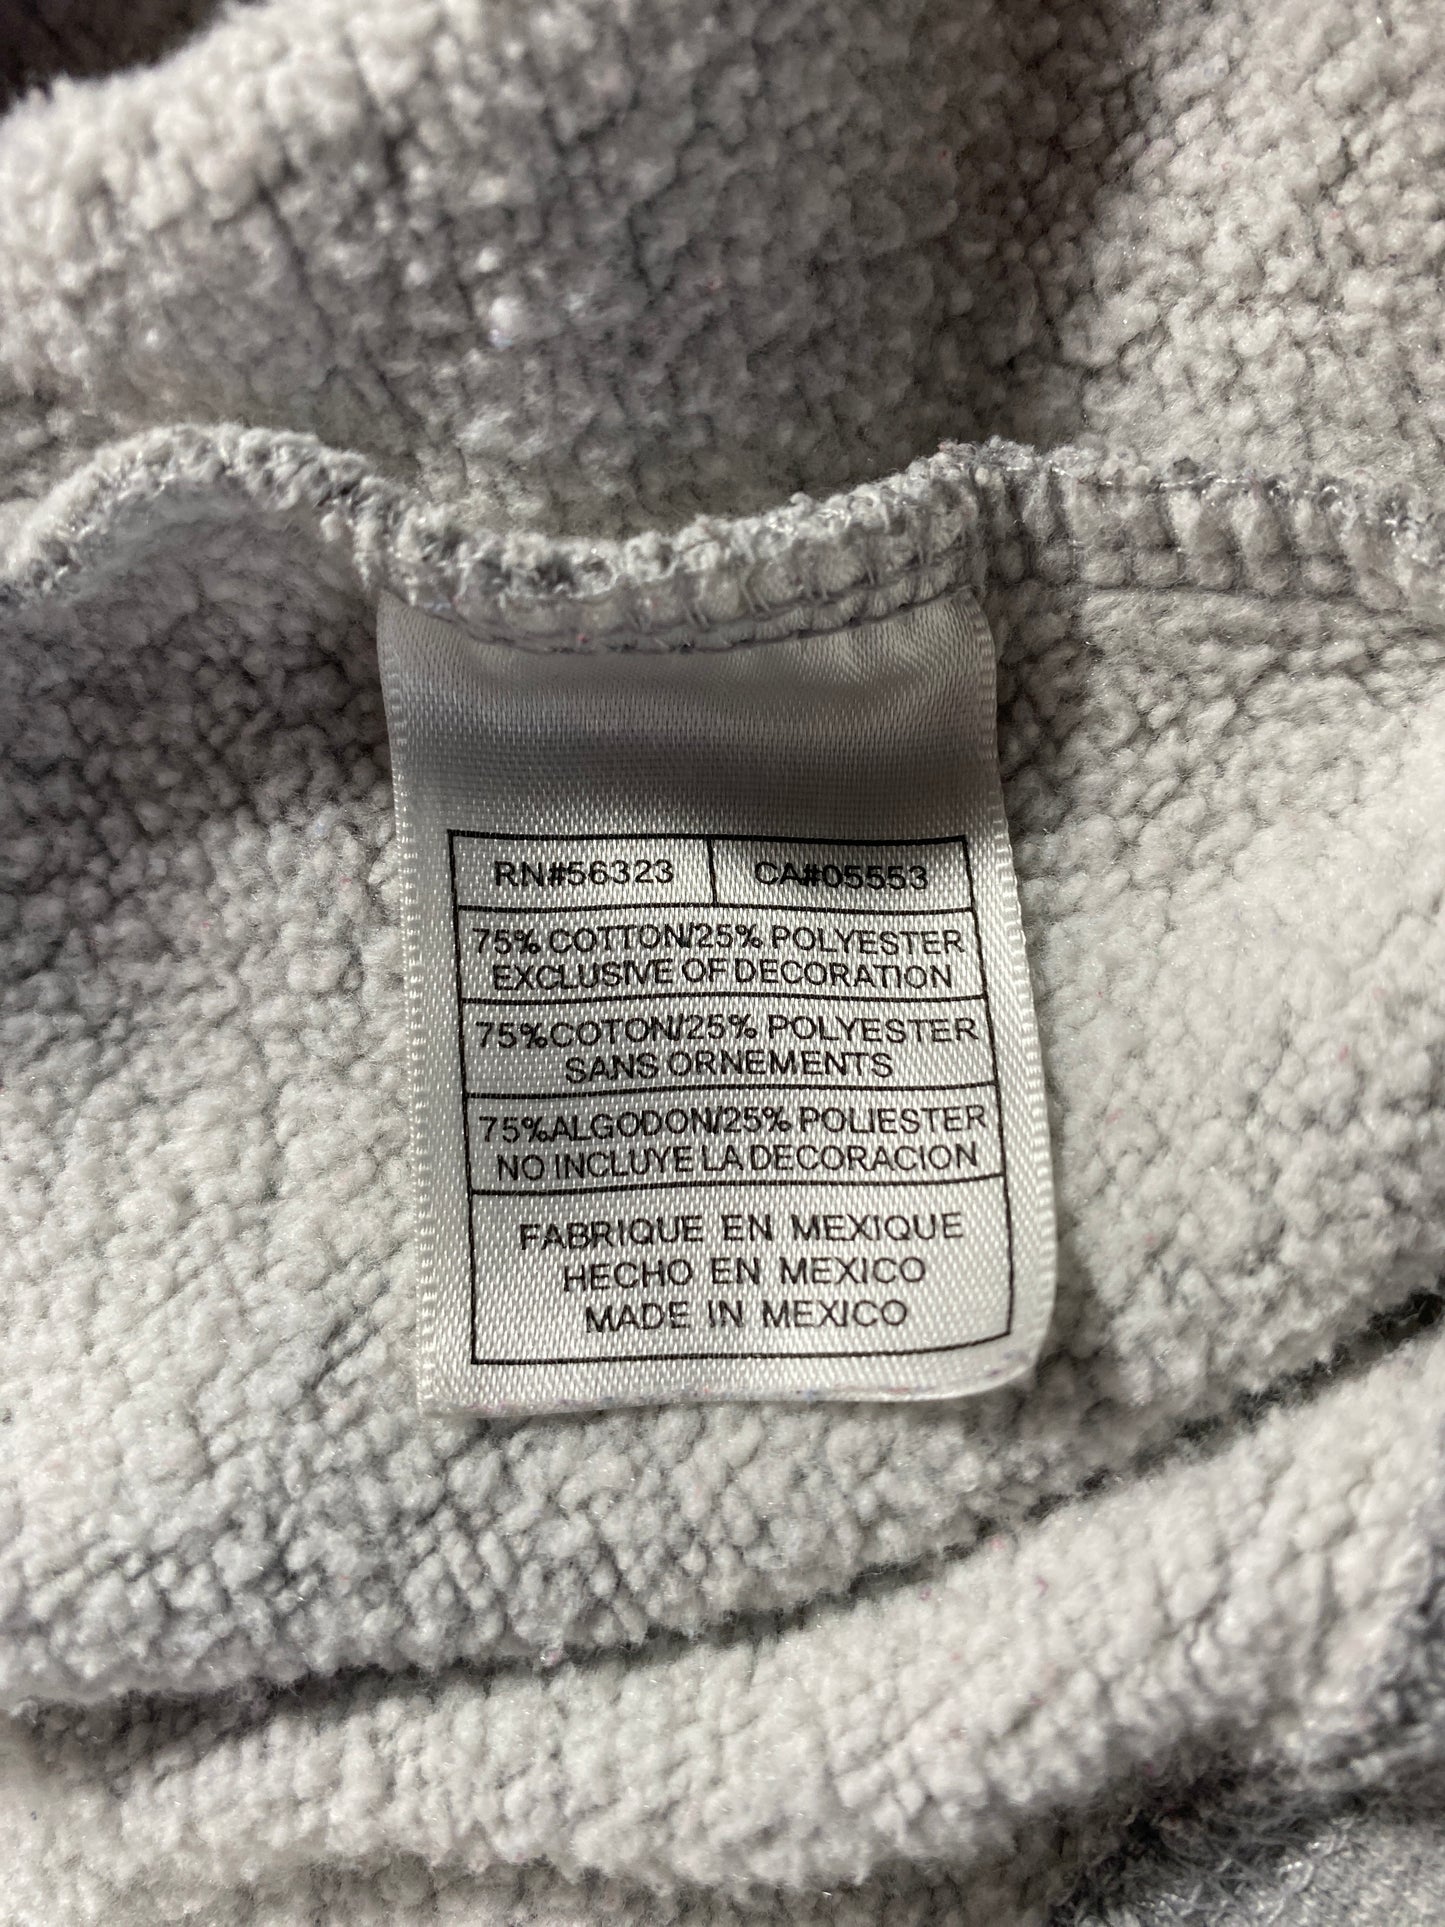 RN#56323 CA#05553
75% COTTON/25% POLYESTER
EXCLUSIVE OF DECORATION
75% COTON/25% POLYESTER
SANS ORNEMENTS
75% ALGODON/25% POLIESTER
NO INCLUYE LA DECORACION
FABRIQUE EN MEXIQUE
HECHO EN MEXICO
MADE IN MEXICO